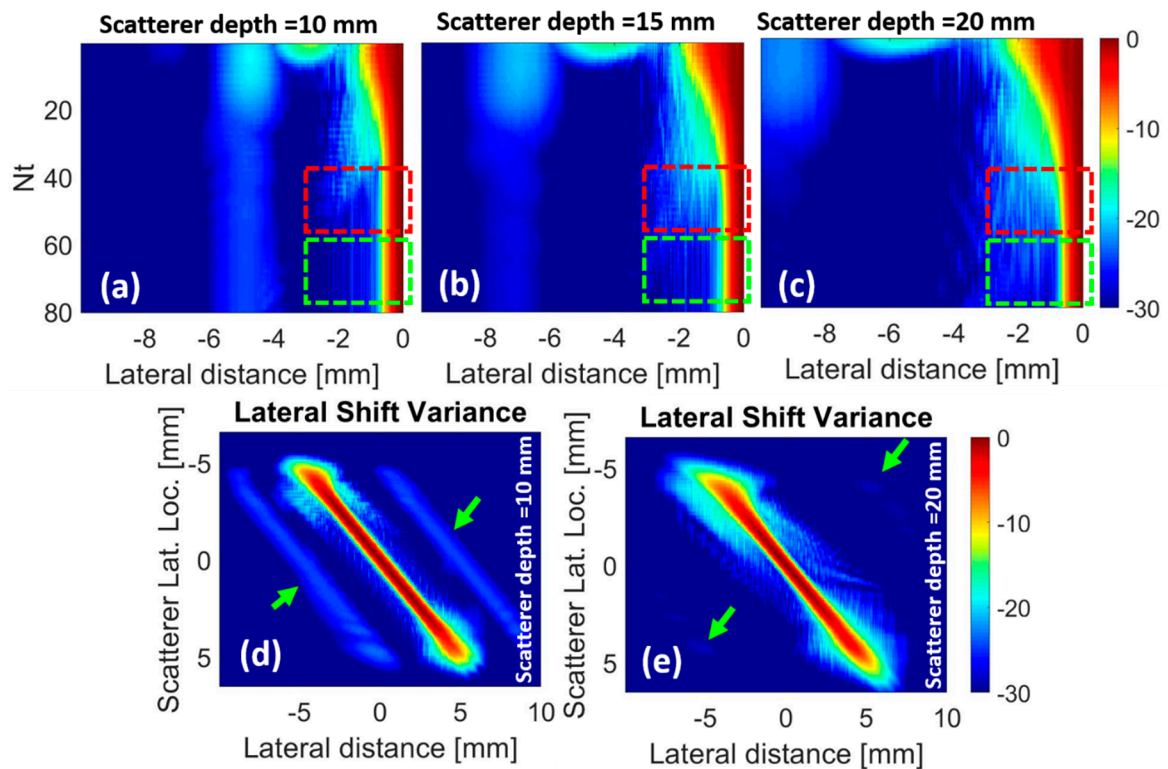 Scatterer depth =10 mm
Scatterer depth =15 mm
Scatterer depth =20 mm
Nt
20
40
60
80
(a)
(b)
(c)
0
-10
-20
-30
-8 -6 -4 -2 0
-8 -6 -4 -2 0
-8 -6 -4 -2 0
Lateral distance [mm]
Lateral distance [mm]
Lateral distance [mm]
Lateral Shift Variance
Scatterer Lat. Loc. [mm]
-5
0
5
(d)
Scatterer depth =10 mm
-5 0 5 10
Lateral distance [mm]
Lateral Shift Variance
Scatterer Lat. Loc. [mm]
-5
0
5
(e)
Scatterer depth =20 mm
-5 0 5 10
Lateral distance [mm]
0
-10
-20
-30